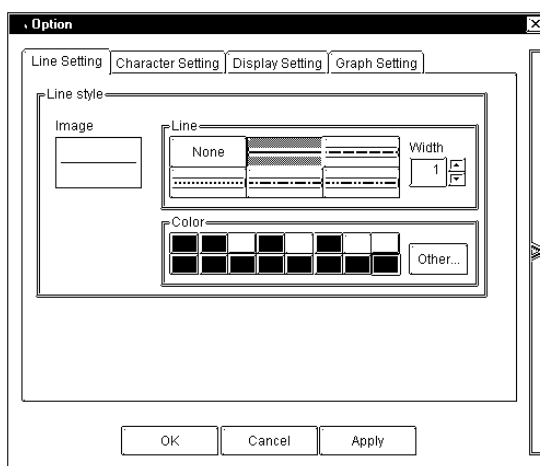 Option
Line Setting Character Setting Display Setting Graph Setting
Line style
Image
Line
None
Width
1
Color
Other...
OK Cancel Apply